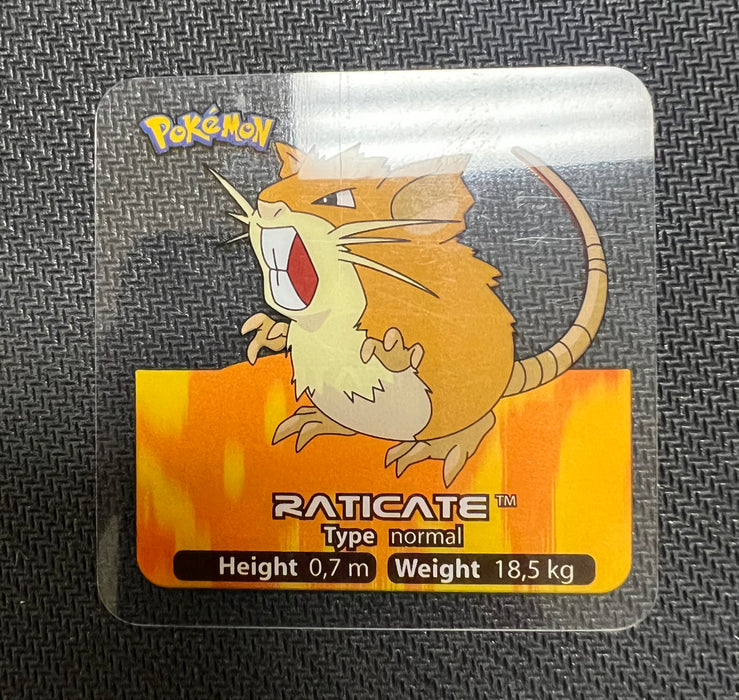 POKéMON
RATICATE™
Type normal
Height 0,7 m Weight 18,5 kg